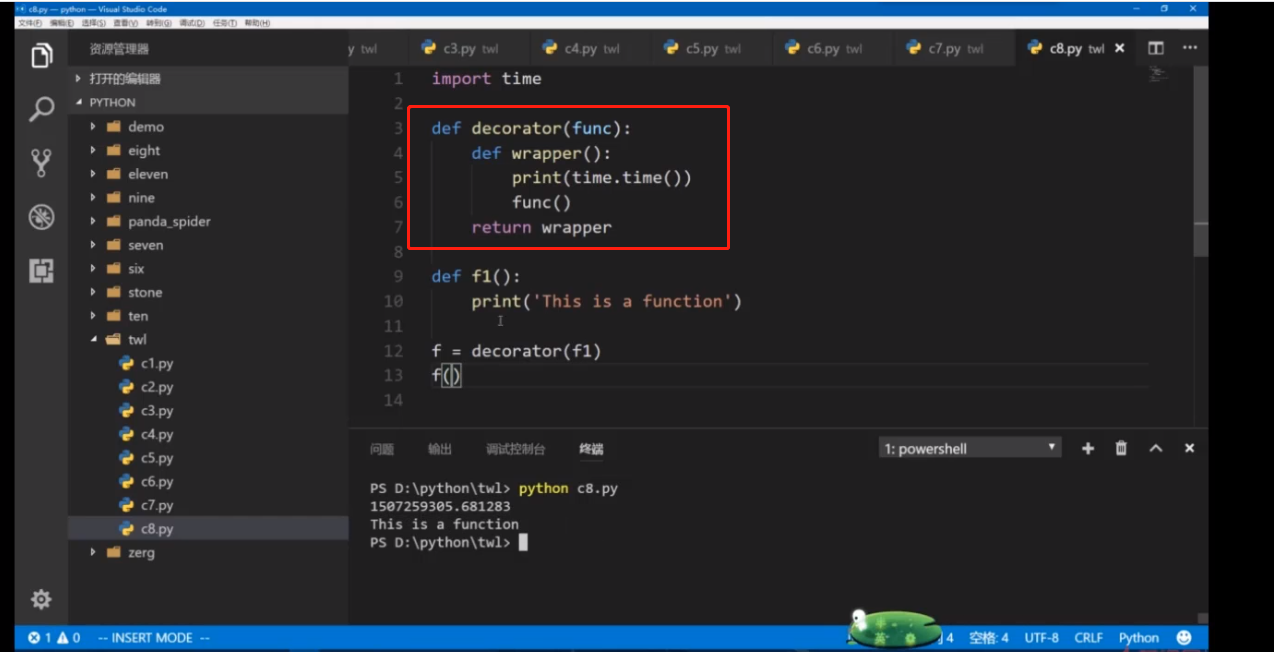 c8.py — python — Visual Studio Code
文件(F) 编辑(E) 选择(S) 查看(V) 转到(G) 调试(D) 任务(T) 帮助(H)
资源管理器
y twl c3.py twl c4.py twl c5.py twl c6.py twl c7.py twl c8.py twl
打开的编辑器
PYTHON
demo
eight
eleven
nine
panda_spider
seven
six
stone
ten
twl
c1.py
c2.py
c3.py
c4.py
c5.py
c6.py
c7.py
c8.py
zerg
1 import time
2
3 def decorator(func):
4 def wrapper():
5 print(time.time())
6 func()
7 return wrapper
8
9 def f1():
10 print('This is a function')
11
12 f = decorator(f1)
13 f()
14
问题 输出 调试控制台 终端 1: powershell
PS D:\python\twl> python c8.py
1507259305.681283
This is a function
PS D:\python\twl>
1 0 -- INSERT MODE -- 英 4 空格: 4 UTF-8 CRLF Python